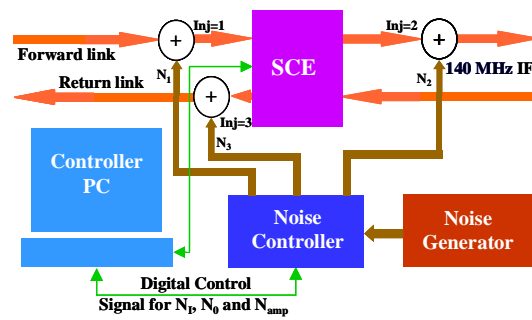 Inj=1
SCE
Inj=2
+
+
Forward link
N1
N2
140 MHz IF
Return link
+
Inj=3
N3
Controller
PC
Noise
Controller
Noise
Generator
Digital Control
Signal for NI, N0 and Namp